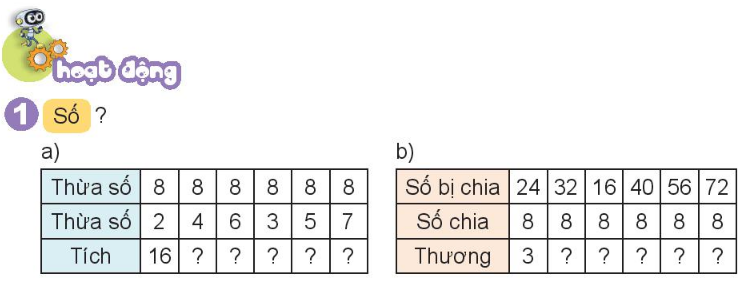 hoạt động
1 Số ?
a)
Thừa số 8 8 8 8 8 8
Thừa số 2 4 6 3 5 7
Tích 16 ? ? ? ? ?
b)
Số bị chia 24 32 16 40 56 72
Số chia 8 8 8 8 8 8
Thương 3 ? ? ? ? ?